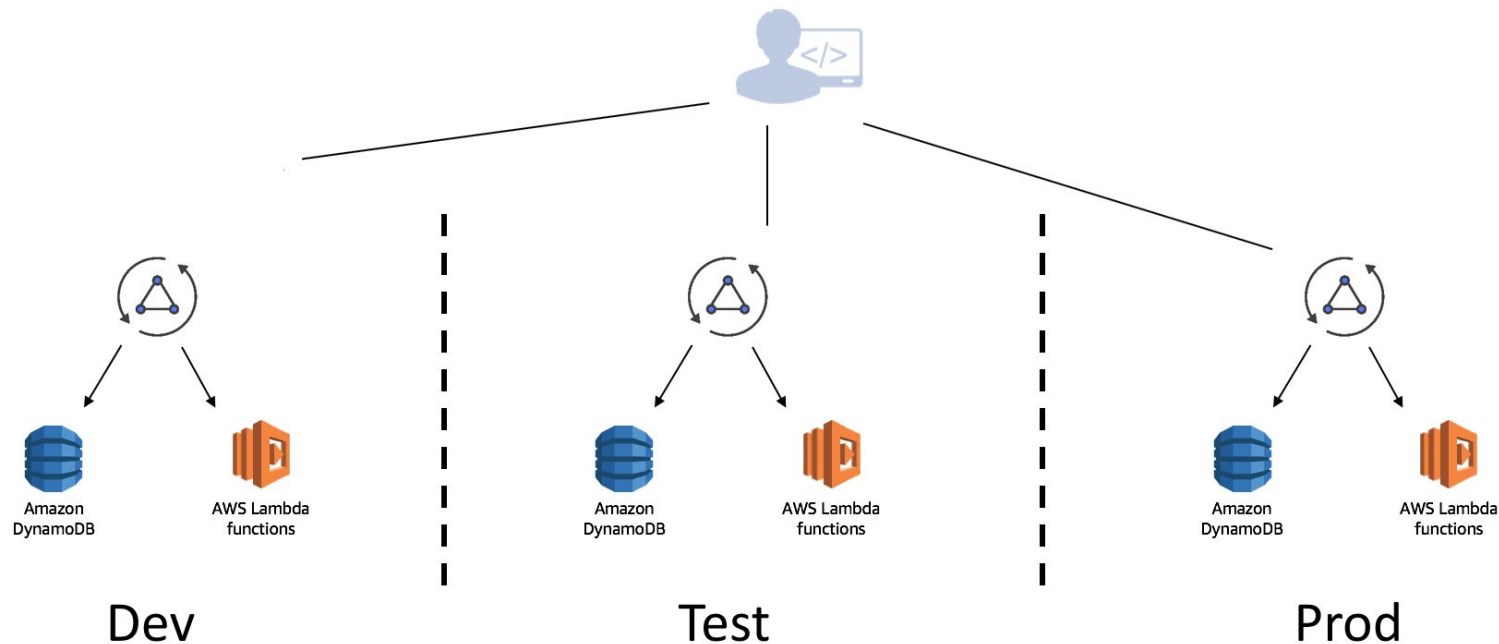 </>
Amazon
DynamoDB
AWS Lambda
functions
Amazon
DynamoDB
AWS Lambda
functions
Amazon
DynamoDB
AWS Lambda
functions
Dev
Test
Prod